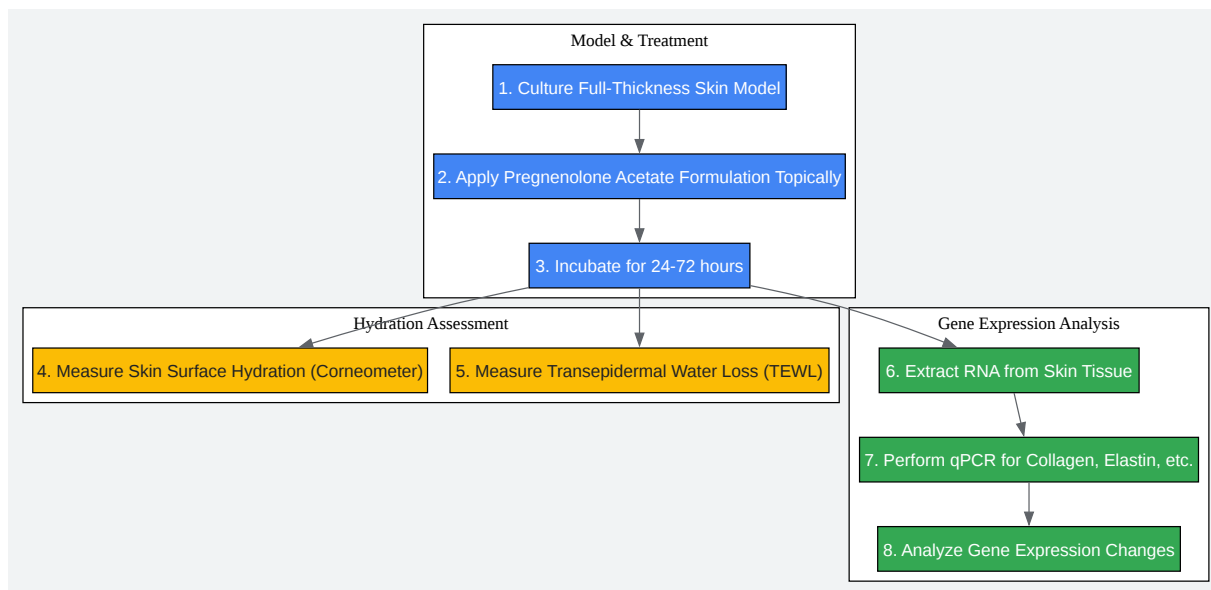 Model & Treatment
1. Culture Full-Thickness Skin Model
2. Apply Pregnenolone Acetate Formulation Topically
3. Incubate for 24-72 hours
Hydration Assessment
4. Measure Skin Surface Hydration (Corneometer)
5. Measure Transepidermal Water Loss (TEWL)
Gene Expression Analysis
6. Extract RNA from Skin Tissue
7. Perform qPCR for Collagen, Elastin, etc.
8. Analyze Gene Expression Changes